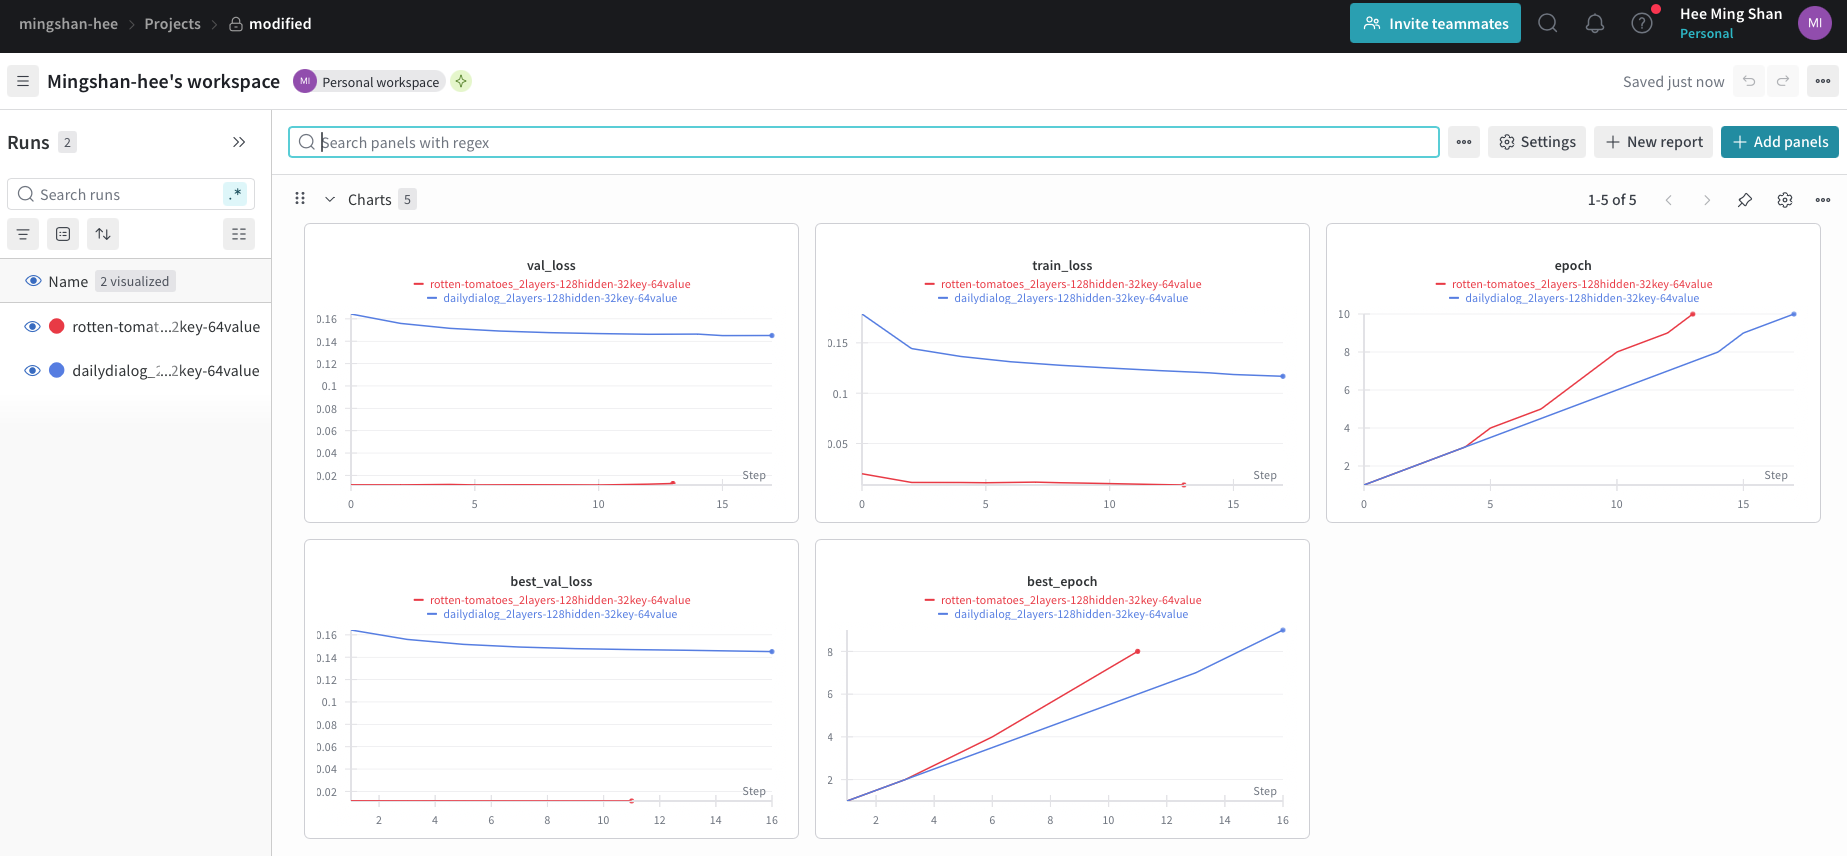 mingshan-hee > Projects > modified
Invite teammates
Hee Ming Shan
Personal
MI
Mingshan-hee's workspace
MI Personal workspace
Saved just now
Runs 2
Search panels with regex
Settings
New report
Add panels
Search runs
.*
Charts 5
1-5 of 5
Name 2 visualized
rotten-tomat...2key-64value
dailydialog_2...2key-64value
val_loss
rotten-tomatoes_2layers-128hidden-32key-64value
dailydialog_2layers-128hidden-32key-64value
0.16
0.14
0.12
0.1
0.08
0.06
0.04
0.02
Step
0 5 10 15
train_loss
rotten-tomatoes_2layers-128hidden-32key-64value
dailydialog_2layers-128hidden-32key-64value
0.15
0.1
0.05
Step
0 5 10 15
epoch
rotten-tomatoes_2layers-128hidden-32key-64value
dailydialog_2layers-128hidden-32key-64value
10
8
6
4
2
Step
0 5 10 15
best_val_loss
rotten-tomatoes_2layers-128hidden-32key-64value
dailydialog_2layers-128hidden-32key-64value
0.16
0.14
0.12
0.1
0.08
0.06
0.04
0.02
Step
2 4 6 8 10 12 14 16
best_epoch
rotten-tomatoes_2layers-128hidden-32key-64value
dailydialog_2layers-128hidden-32key-64value
8
6
4
2
Step
2 4 6 8 10 12 14 16